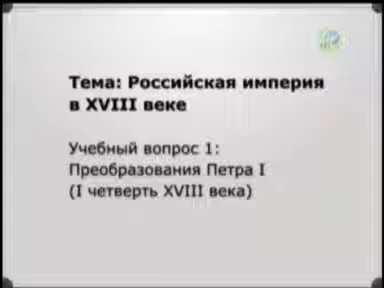 Тема: Российская империя
в XVIII веке
Учебный вопрос 1:
Преобразования Петра I
(I четверть XVIII века)